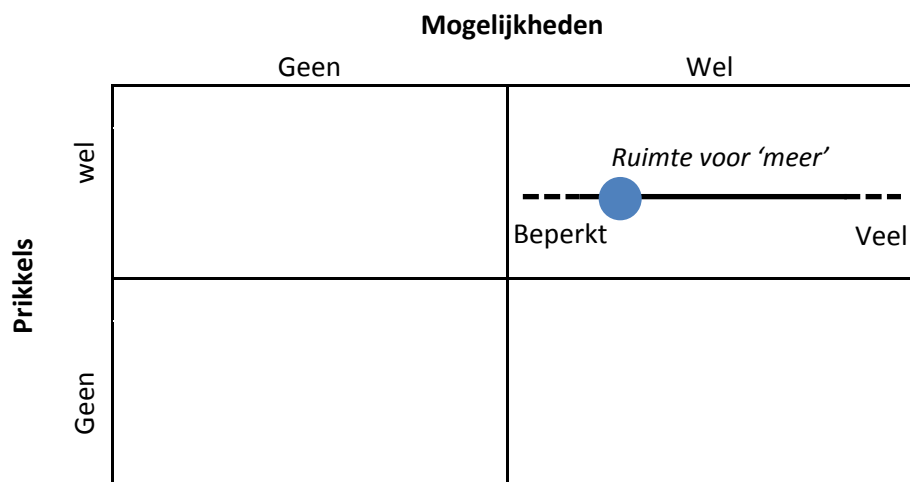 Mogelijkheden
Geen
Wel
Prikkels
wel
Ruimte voor ‘meer’
Beperkt
Veel
Geen